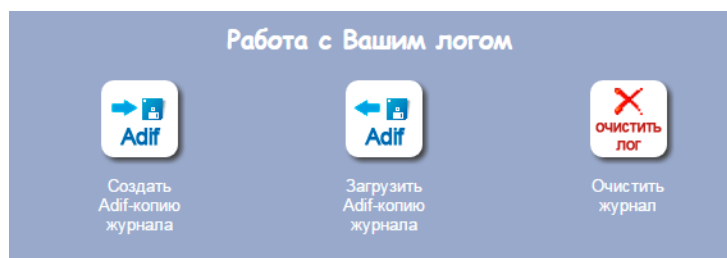 Работа с Вашим логом
Adif
Adif
ОЧИСТИТЬ
ЛОГ
Создать
Adif-копию
журнала
Загрузить
Adif-копию
журнала
Очистить
журнал